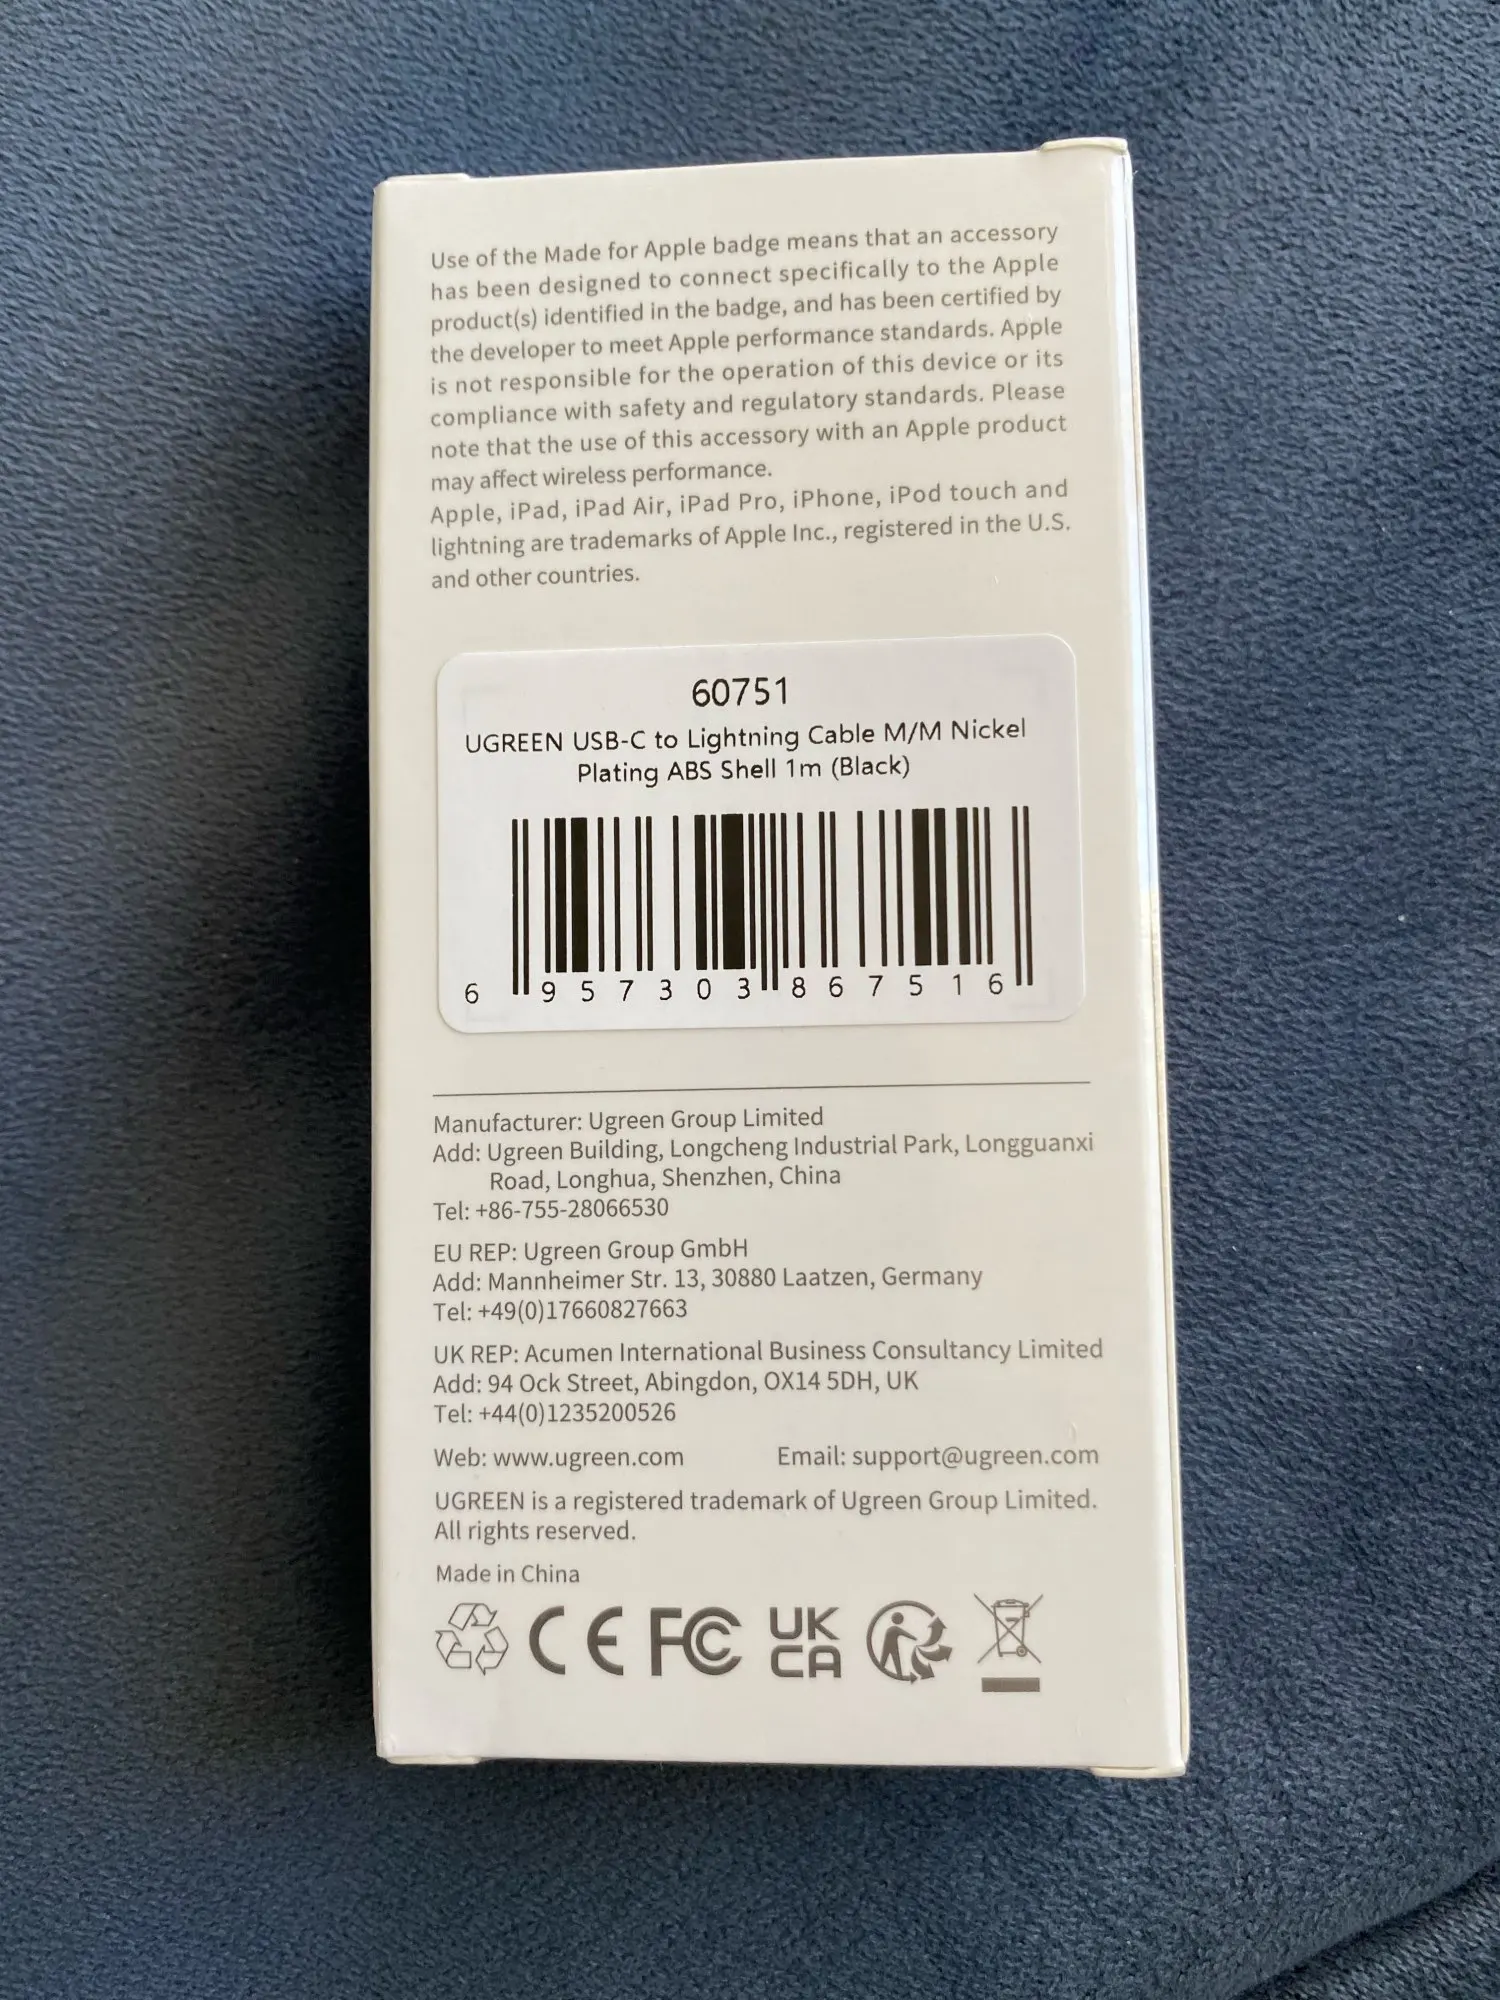 Use of the Made for Apple badge means that an accessory
has been designed to connect specifically to the Apple
product(s) identified in the badge, and has been certified by
the developer to meet Apple performance standards. Apple
is not responsible for the operation of this device or its
compliance with safety and regulatory standards. Please
note that the use of this accessory with an Apple product
may affect wireless performance.
Apple, iPad, iPad Air, iPad Pro, iPhone, iPod touch and
lightning are trademarks of Apple Inc., registered in the U.S.
and other countries.
60751
UGREEN USB-C to Lightning Cable M/M Nickel
Plating ABS Shell 1m (Black)
6 957303 867516
Manufacturer: Ugreen Group Limited
Add: Ugreen Building, Longcheng Industrial Park, Longguanxi
Road, Longhua, Shenzhen, China
Tel: +86-755-28066530
EU REP: Ugreen Group GmbH
Add: Mannheimer Str. 13, 30880 Laatzen, Germany
Tel: +49(0)17660827663
UK REP: Acumen International Business Consultancy Limited
Add: 94 Ock Street, Abingdon, OX14 5DH, UK
Tel: +44(0)1235200526
Web: www.ugreen.com Email: support@ugreen.com
UGREEN is a registered trademark of Ugreen Group Limited.
All rights reserved.
Made in China
CE FC UK
CA